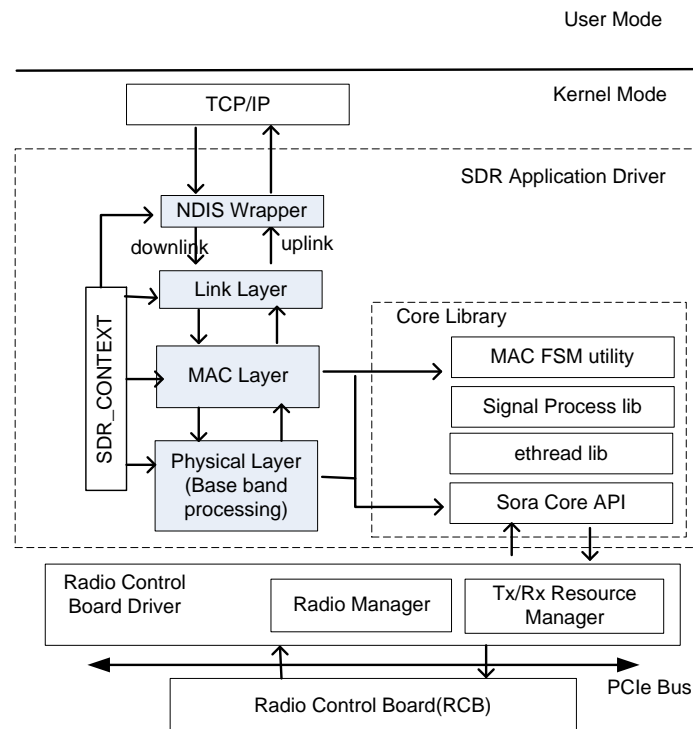 User Mode
Kernel Mode
TCP/IP
SDR Application Driver
NDIS Wrapper
downlink
uplink
Link Layer
SDR_CONTEXT
Core Library
MAC Layer
MAC FSM utility
Signal Process lib
ethread lib
Physical Layer
(Base band
processing)
Sora Core API
Radio Control
Board Driver
Radio Manager
Tx/Rx Resource
Manager
PCIe Bus
Radio Control Board(RCB)